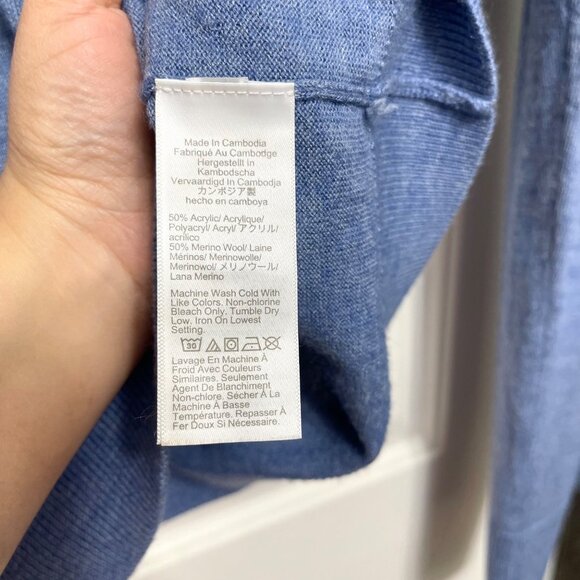 Made In Cambodia
Fabriqué Au Cambodge
Hergestellt in
Kambodscha
Vervaardigd In Cambodja
カンボジア製
hecho en camboya
50% Acrylic/ Acrylique/
Polyacryl/ Acryl/ アクリル/
acrílico
50% Merino Wool/ Laine
Mérinos/ Merinowolle/
Merinowol/ メリノウール/
Lana Merino
Machine Wash Cold With
Like Colors. Non-chlorine
Bleach Only. Tumble Dry
Low. Iron On Lowest
Setting.
30
Lavage En Machine À
Froid Avec Couleurs
Similaires. Seulement
Agent De Blanchiment
Non-chlore. Sécher À
Machine À Basse
Température. Repasser À
Fer Doux Si Nécessaire.